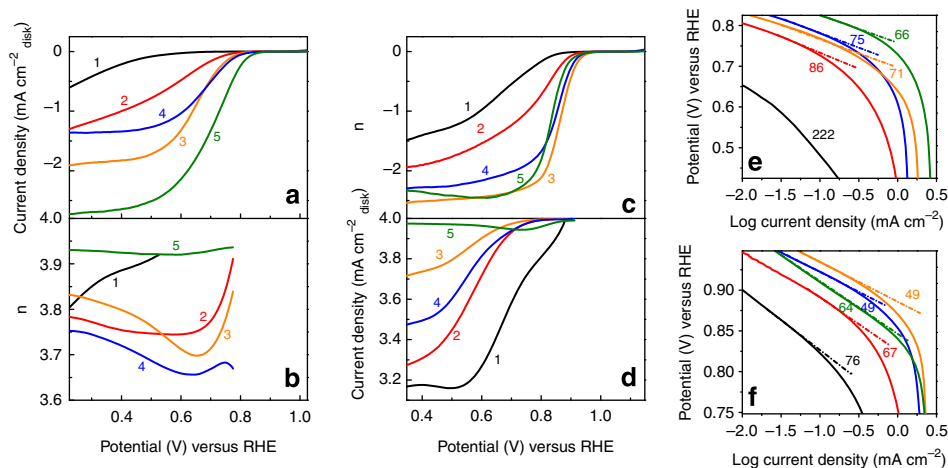 Current density (mA cm⁻² disk)
0
−1
−2
4.0
1
2
4
3
5
a
n
3.9
3.8
3.7
3.6
5
1
3
2
4
b
0.4 0.6 0.8 1.0
Potential (V) versus RHE
n
0
−1
−2
4.0
1
2
4
5
3
c
Current density (mA cm⁻² disk)
3.8
3.6
3.4
3.2
5
3
4
2
1
d
0.4 0.6 0.8 1.0
Potential (V) versus RHE
Potential (V) versus RHE
0.8
0.7
0.6
0.5
75
66
71
86
222
e
−2.0 −1.5 −1.0 −0.5 0.0 0.5
Log current density (mA cm⁻²)
Potential (V) versus RHE
0.90
0.85
0.80
0.75
49
64
49
67
76
f
−2.0 −1.5 −1.0 −0.5 0.0 0.5
Log current density (mA cm⁻²)